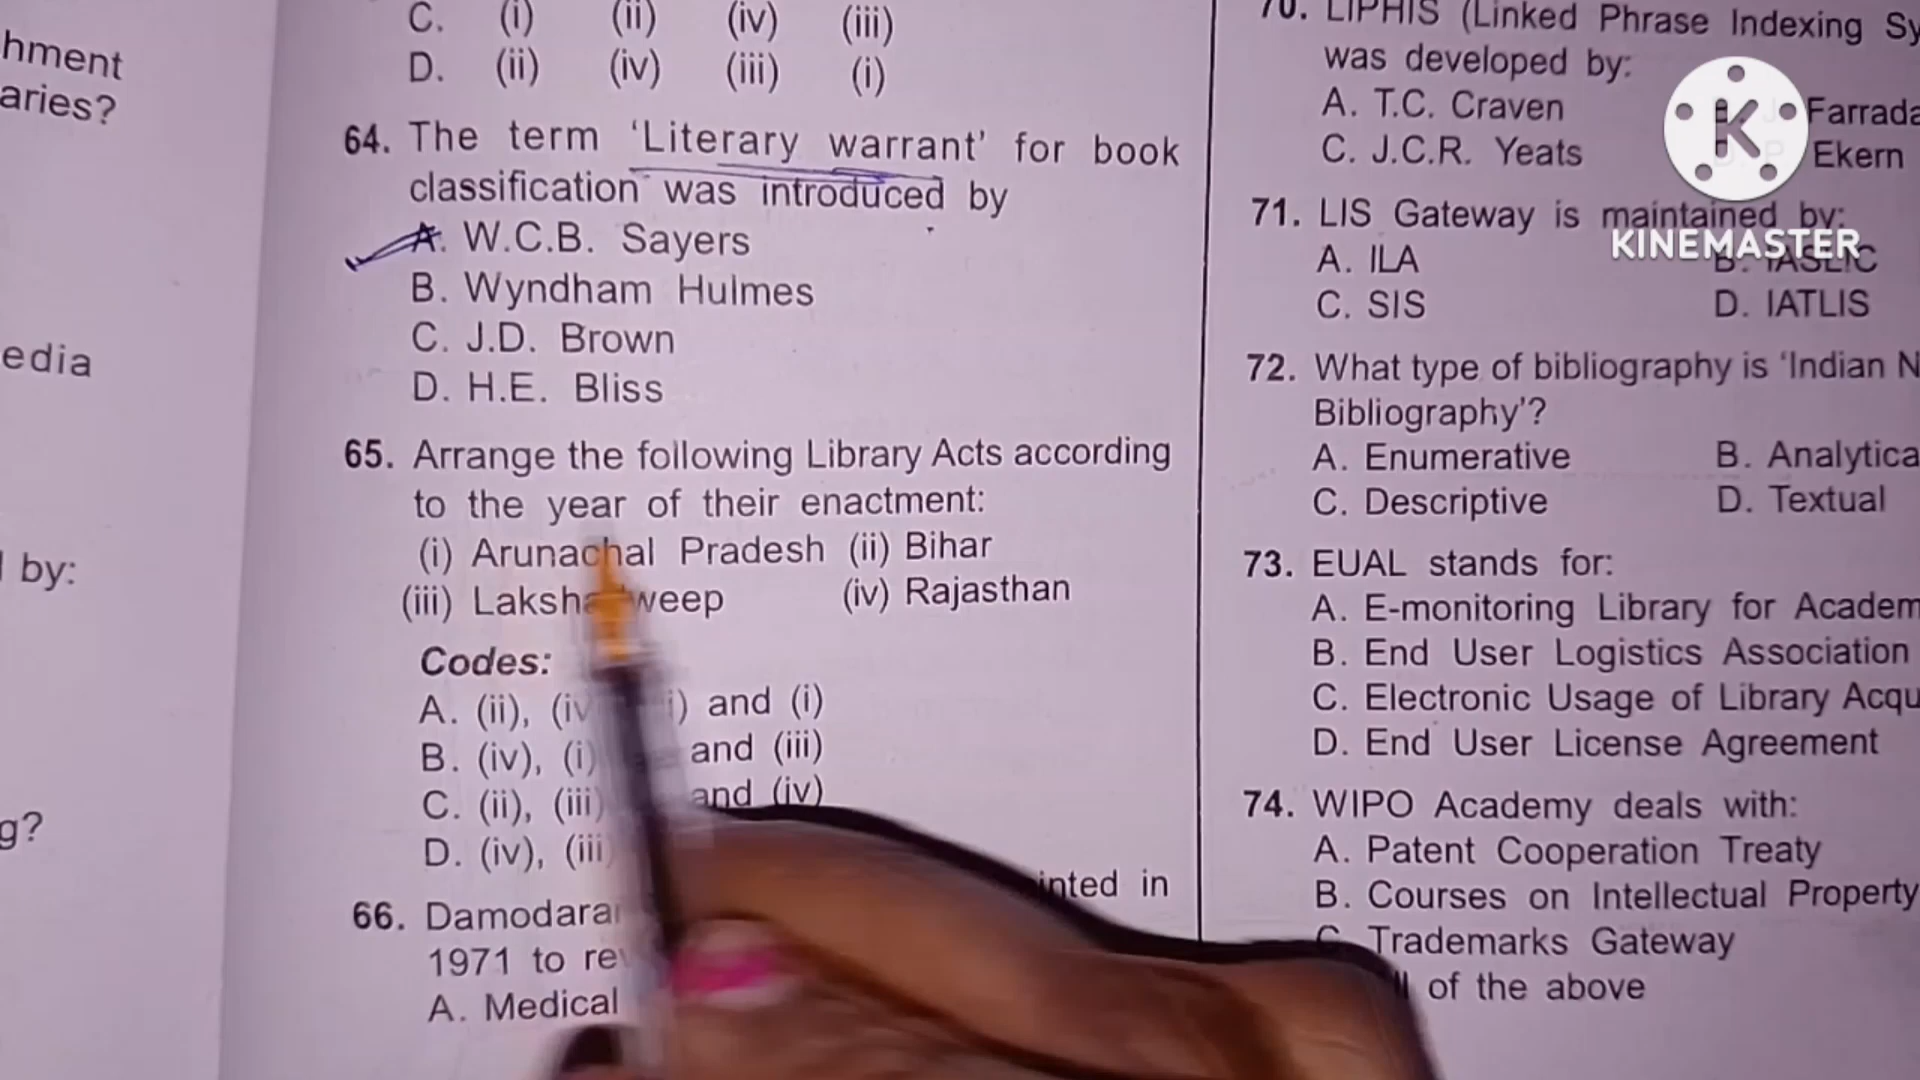 hment
aries?
edia
by:
g?
C. (i) (ii) (iv) (iii)
D. (ii) (iv) (iii) (i)
64. The term ‘Literary warrant’ for book
classification was introduced by
A. W.C.B. Sayers
B. Wyndham Hulmes
C. J.D. Brown
D. H.E. Bliss
65. Arrange the following Library Acts according
to the year of their enactment:
(i) Arunachal Pradesh (ii) Bihar
(iii) (iv) Rajasthan
Codes:
A. (ii), and (i)
B. (iv), (i) and (iii)
C. (ii), (iii) and (iv)
D. (iv), (iii)
66. inted in
1971 to
A. Medical
70. LIPHIS (Linked Phrase Indexing Sy
was developed by:
A. T.C. Craven Farrada
C. J.C.R. Yeats Ekern
71. LIS Gateway is maintained by:
A. ILA B. IASLIC
C. SIS D. IATLIS
72. What type of bibliography is ‘Indian N
Bibliography’?
A. Enumerative B. Analytica
C. Descriptive D. Textual
73. EUAL stands for:
A. E-monitoring Library for Academ
B. End User Logistics Association
C. Electronic Usage of Library Acqu
D. End User License Agreement
74. WIPO Academy deals with:
A. Patent Cooperation Treaty
B. Courses on Intellectual Property
C. Trademarks Gateway
of the above
K
KINEMASTER